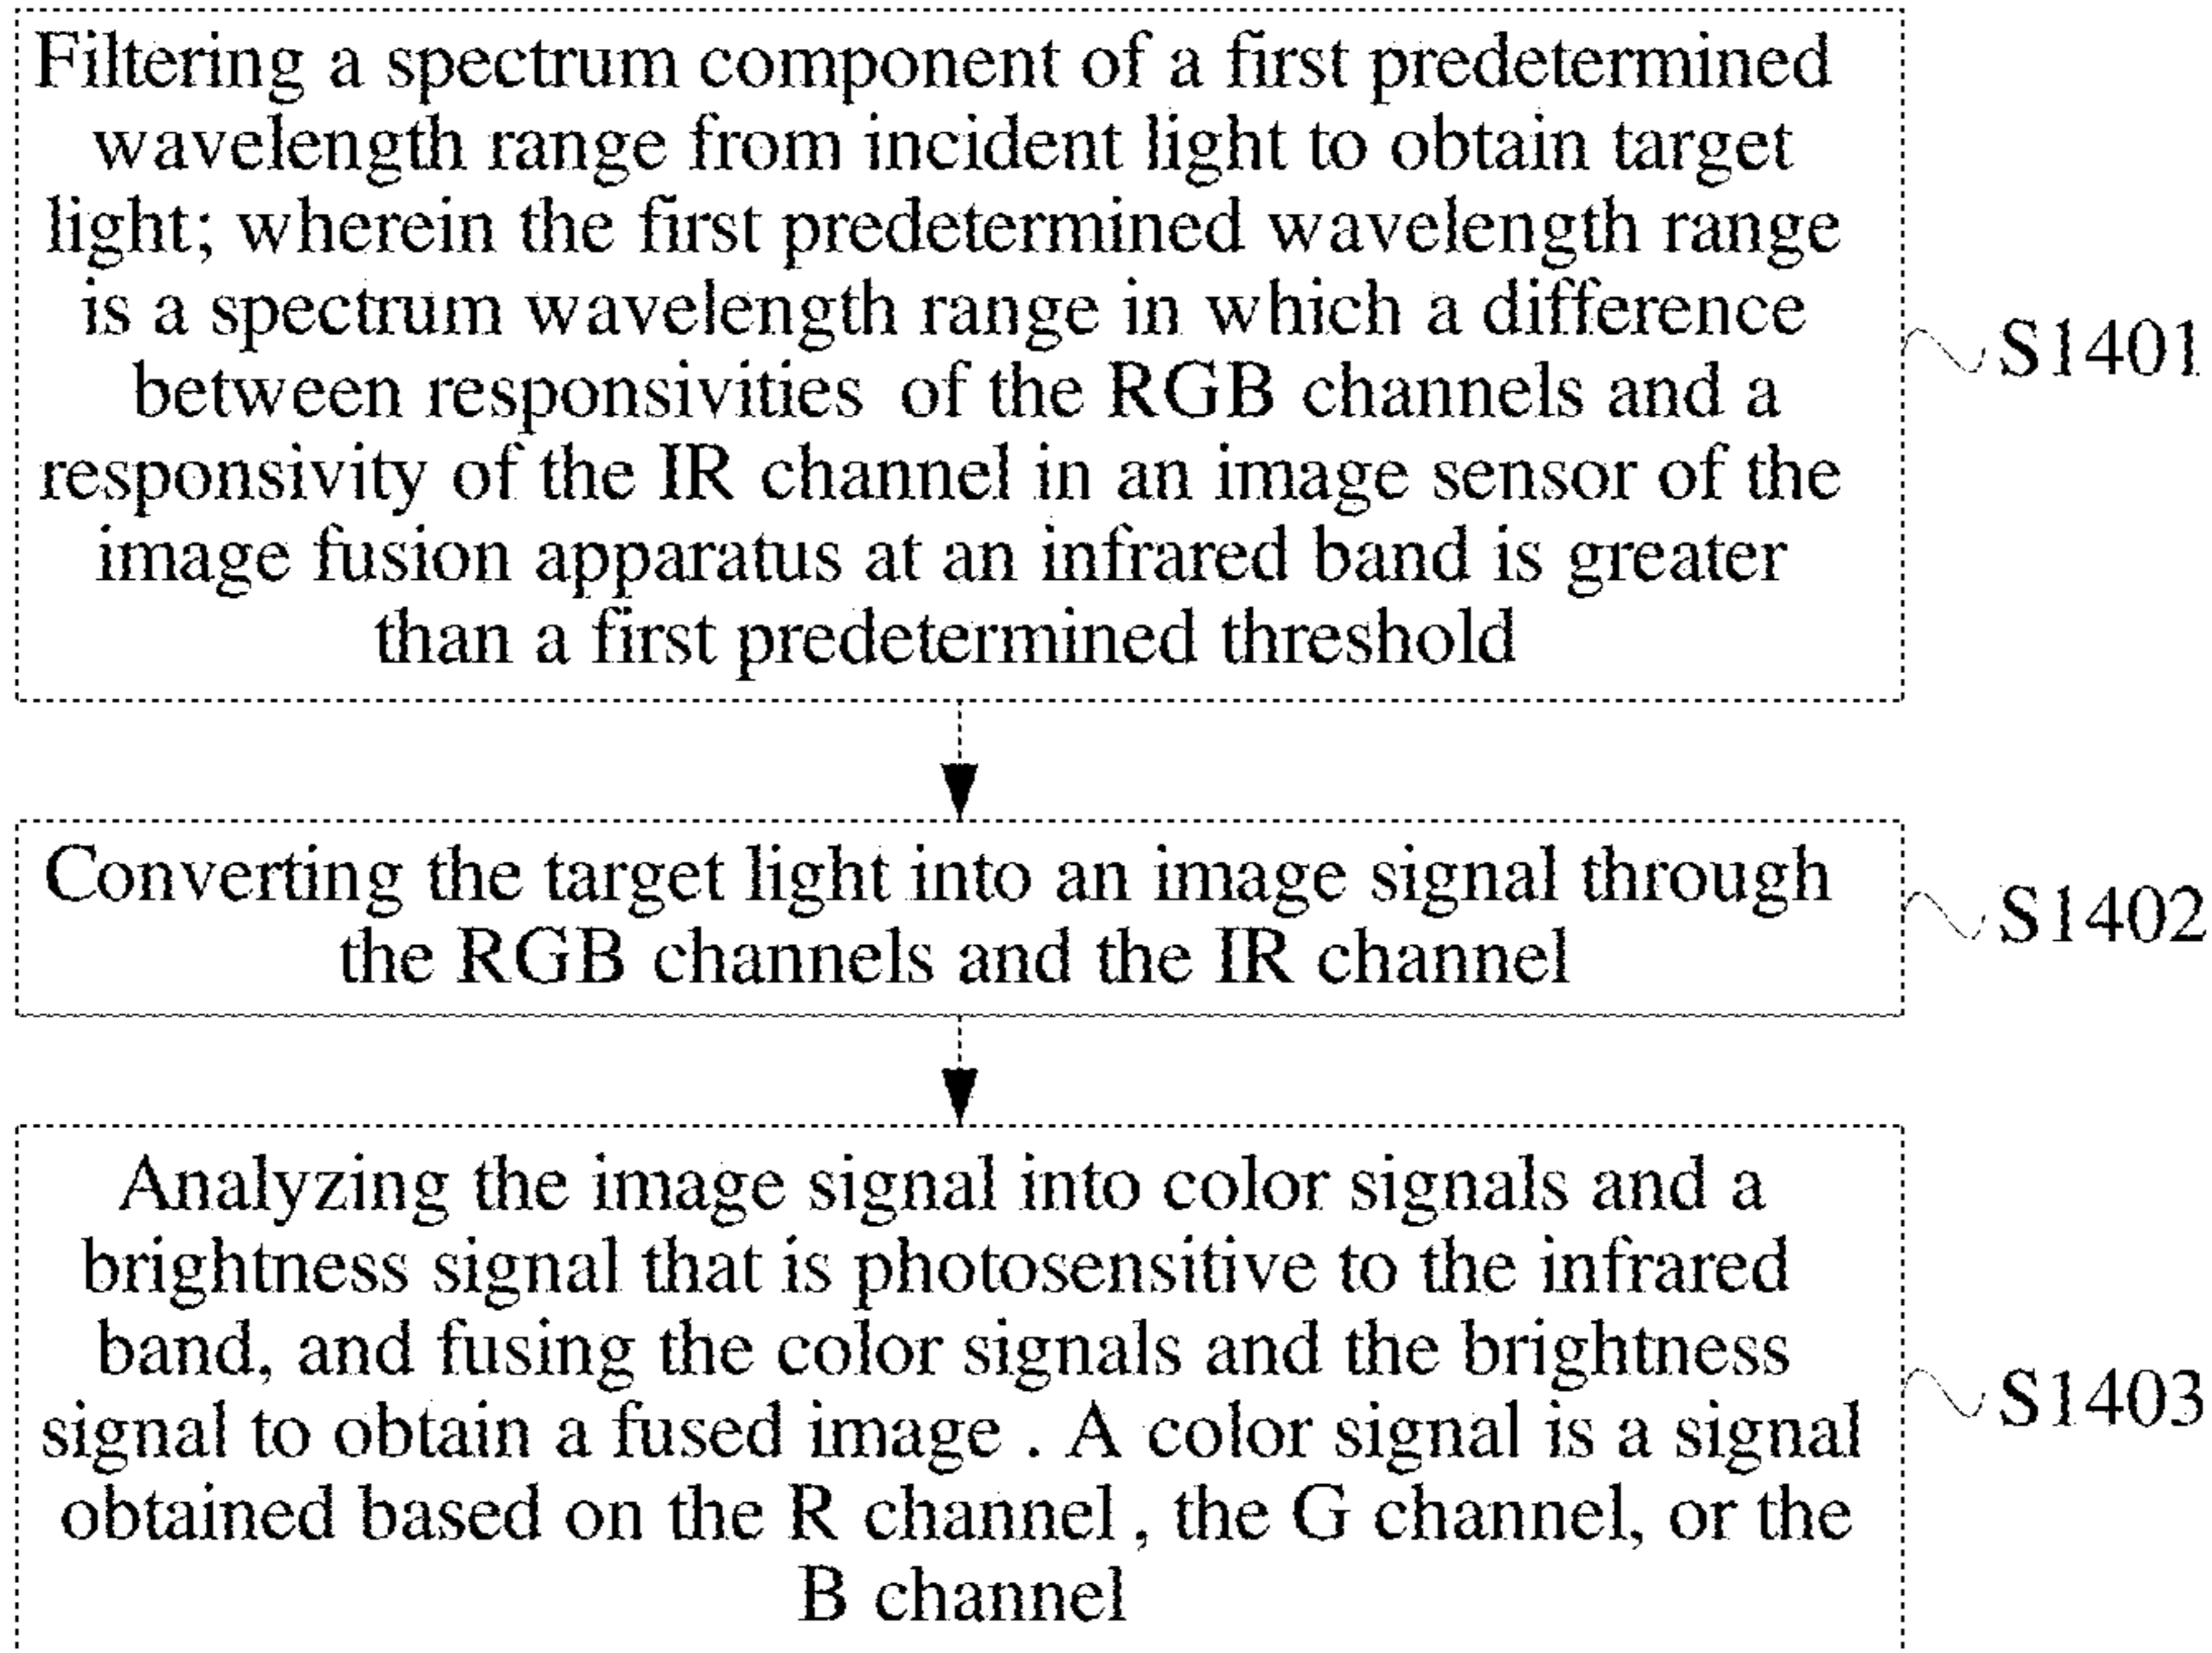 Filtering a spectrum component of a first predetermined
wavelength range from incident light to obtain target
light; wherein the first predetermined wavelength range
is a spectrum wavelength range in which a difference
between responsivities of the RGB channels and a
responsivity of the IR channel in an image sensor of the
image fusion apparatus at an infrared band is greater
than a first predetermined threshold
S1401
Converting the target light into an image signal through
the RGB channels and the IR channel
S1402
Analyzing the image signal into color signals and a
brightness signal that is photosensitive to the infrared
band, and fusing the color signals and the brightness
signal to obtain a fused image . A color signal is a signal
obtained based on the R channel , the G channel, or the
B channel
S1403